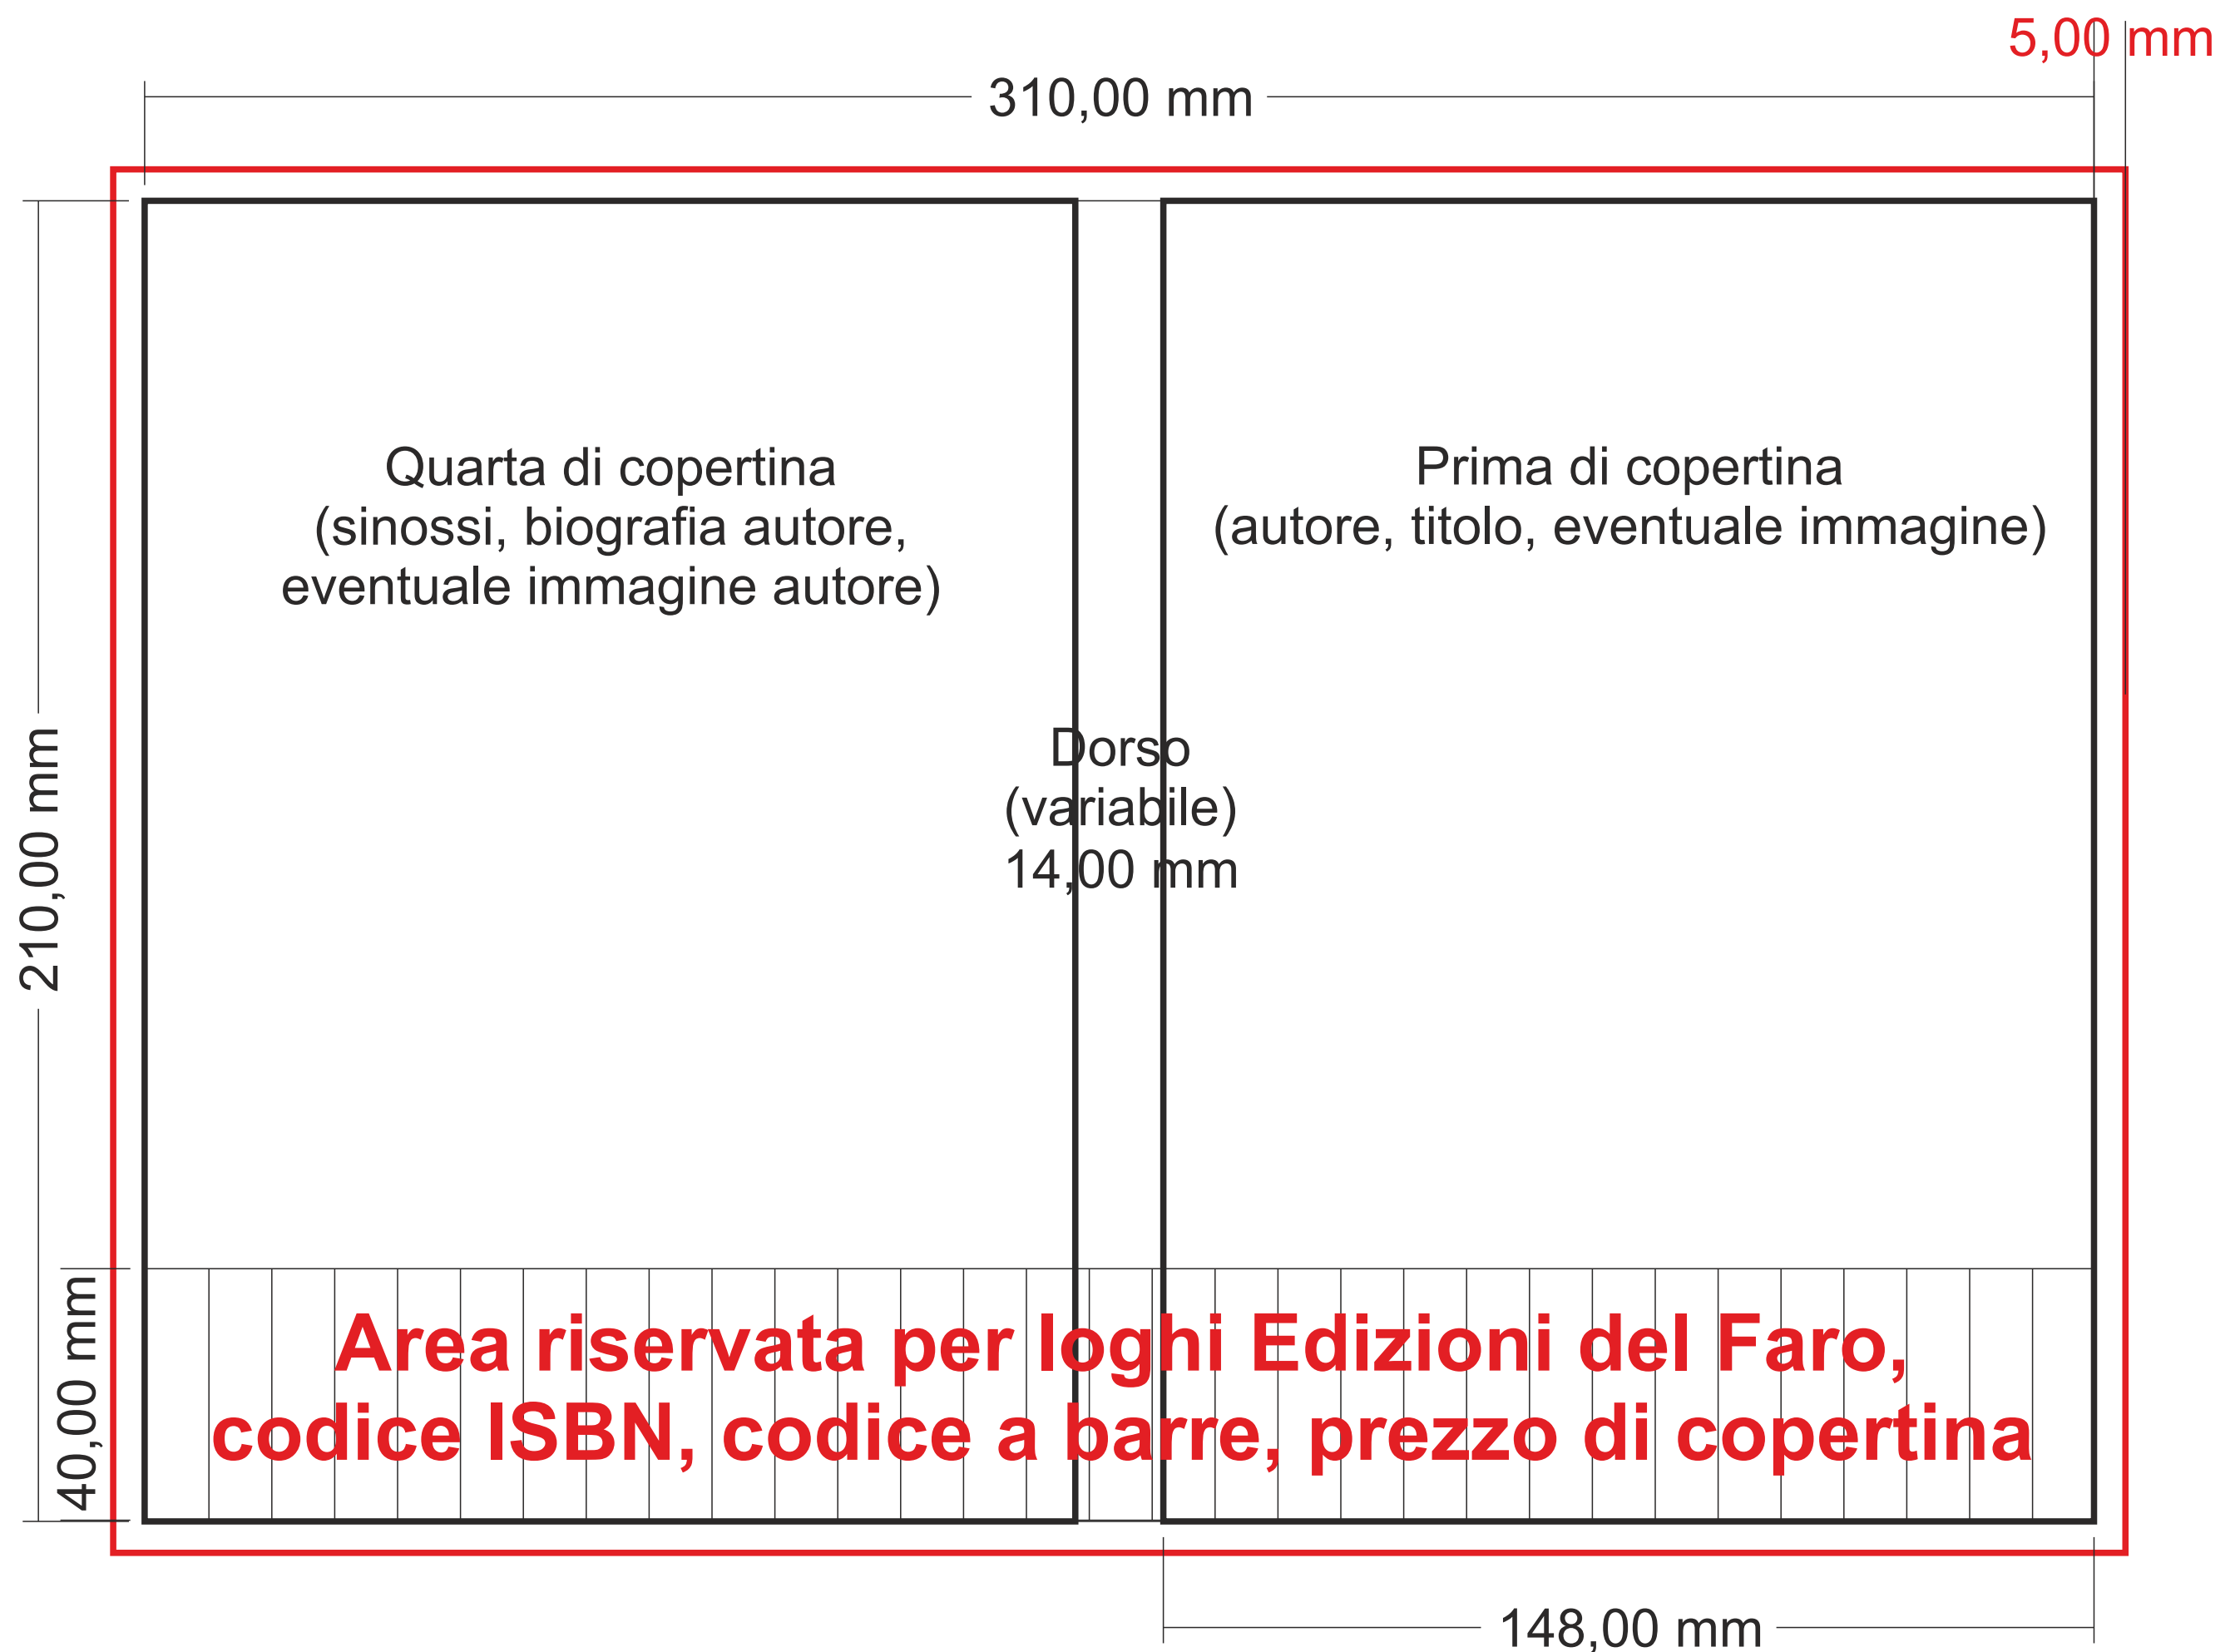 5,00 mm
310,00 mm
Quarta di copertina
(sinossi, biografia autore,
eventuale immagine autore)
Prima di copertina
(autore, titolo, eventuale immagine)
Dorso
(variabile)
14,00 mm
210,00 mm
40,00 mm
Area riservata per loghi Edizioni del Faro,
codice ISBN, codice a barre, prezzo di copertina
148,00 mm